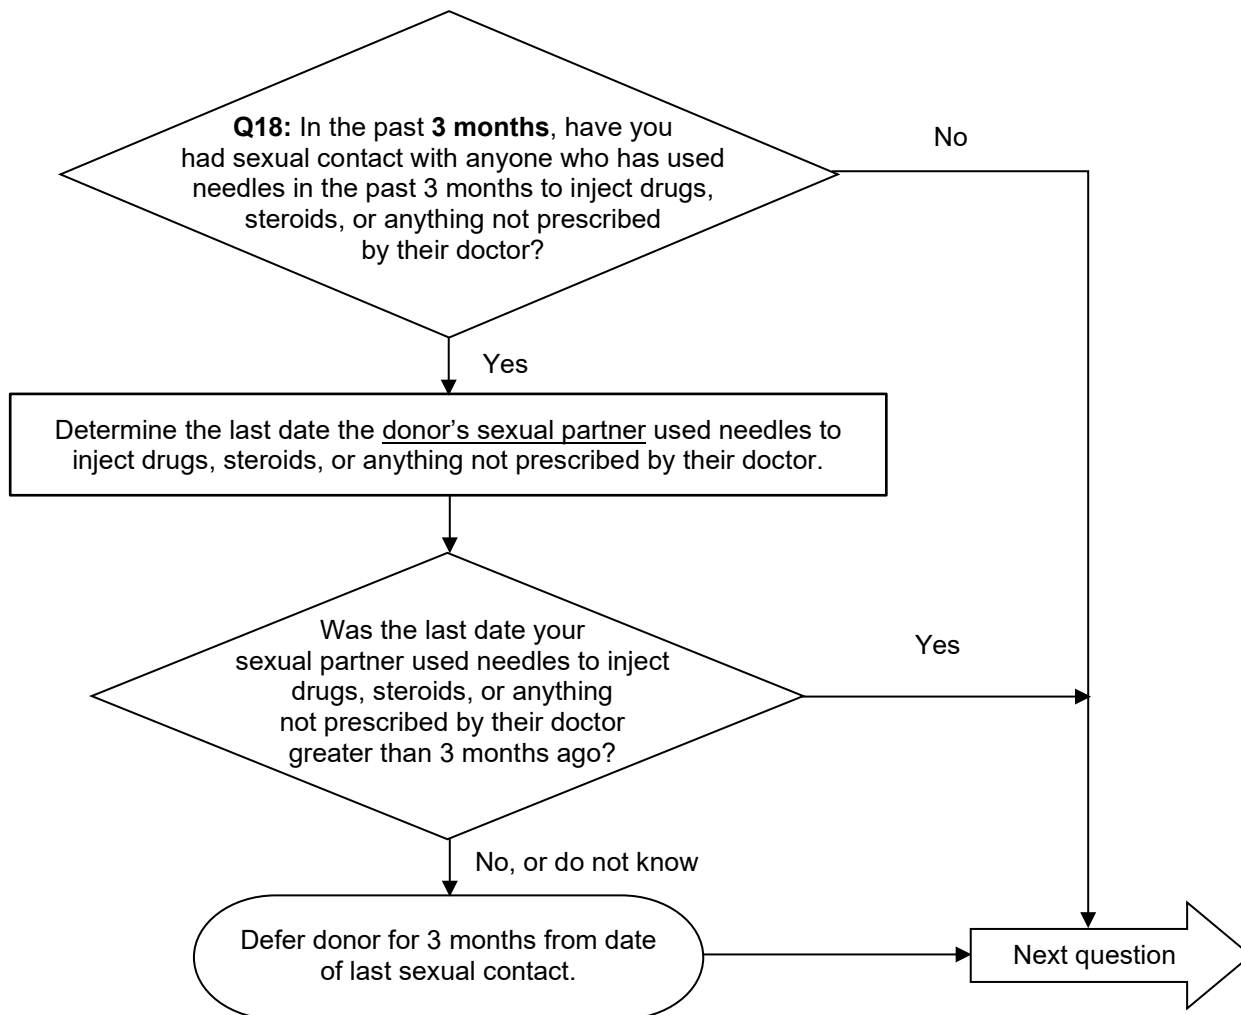 Q18: In the past 3 months, have you
had sexual contact with anyone who has used
needles in the past 3 months to inject drugs,
steroids, or anything not prescribed
by their doctor?
No
Yes
Determine the last date the donor’s sexual partner used needles to
inject drugs, steroids, or anything not prescribed by their doctor.
Was the last date your
sexual partner used needles to inject
drugs, steroids, or anything
not prescribed by their doctor
greater than 3 months ago?
Yes
No, or do not know
Defer donor for 3 months from date
of last sexual contact.
Next question